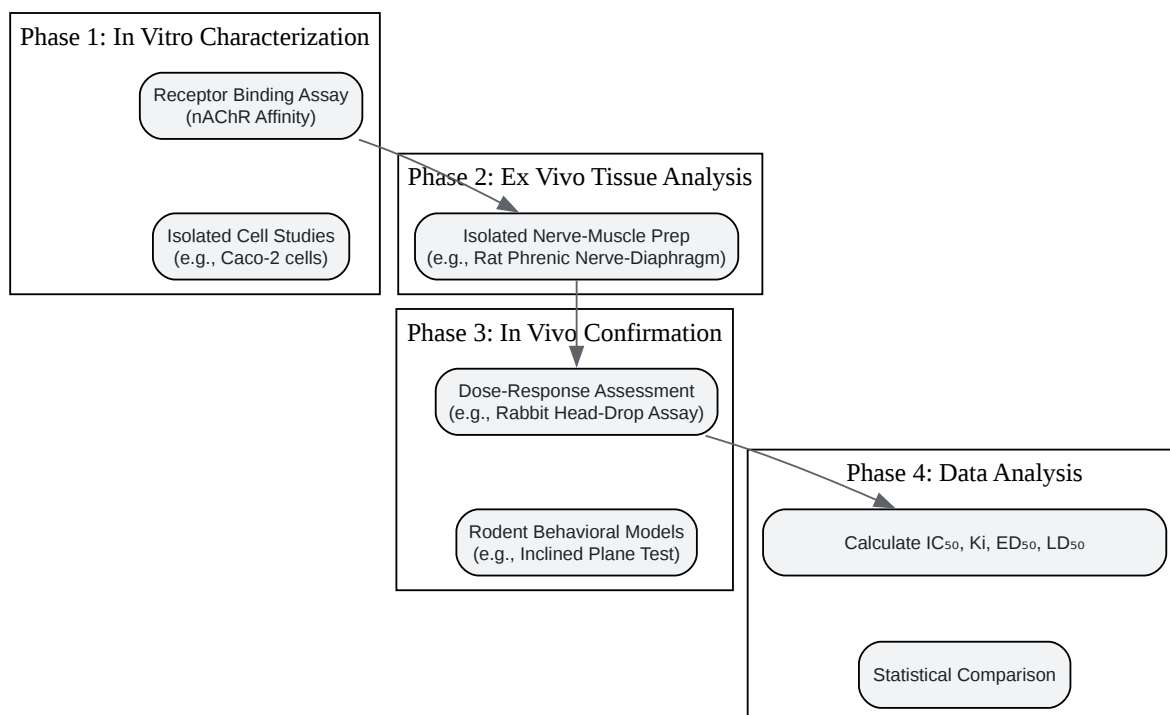 Phase 1: In Vitro Characterization
Receptor Binding Assay
(nAChR Affinity)
Isolated Cell Studies
(e.g., Caco-2 cells)
Phase 2: Ex Vivo Tissue Analysis
Isolated Nerve-Muscle Prep
(e.g., Rat Phrenic Nerve-Diaphragm)
Phase 3: In Vivo Confirmation
Dose-Response Assessment
(e.g., Rabbit Head-Drop Assay)
Rodent Behavioral Models
(e.g., Inclined Plane Test)
Phase 4: Data Analysis
Calculate IC₅₀, Ki, ED₅₀, LD₅₀
Statistical Comparison